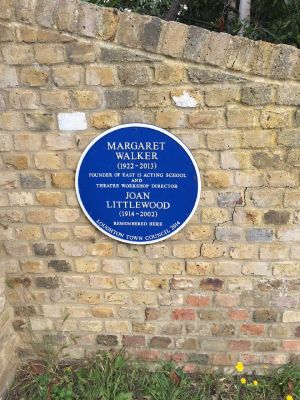 MARGARET
WALKER
(1922 - 2013)
FOUNDER OF EAST 15 ACTING SCHOOL
AND
THEATRE WORKSHOP DIRECTOR
JOAN
LITTLEWOOD
(1914 - 2002)
REMEMBERED HERE
LOUGHTON TOWN COUNCIL 2014